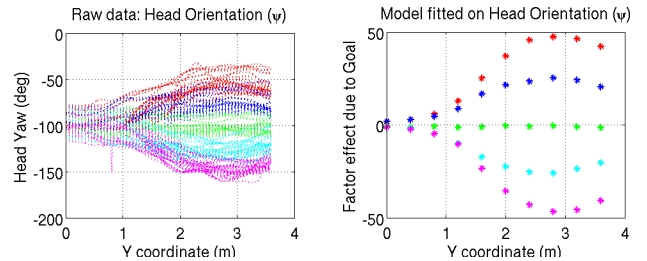 Raw data: Head Orientation (ψ)
Head Yaw (deg)
0
-50
-100
-150
-200
0 1 2 3 4
Y coordinate (m)
Model fitted on Head Orientation (ψ)
Factor effect due to Goal
50
0
-50
0 1 2 3 4
Y coordinate (m)